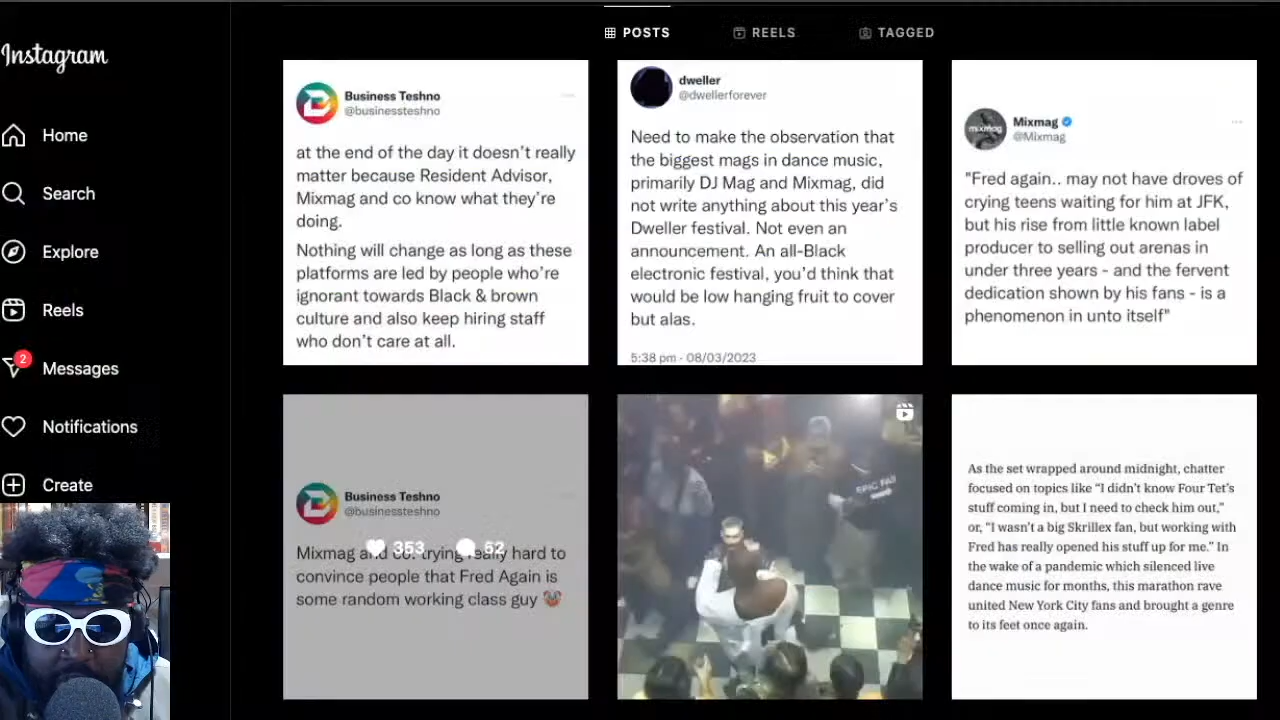 Instagram
Home
Search
Explore
Reels
2
Messages
Notifications
Create
POSTS
REELS
TAGGED
Business Teshno
@businessteshno
at the end of the day it doesn't really
matter because Resident Advisor,
Mixmag and co know what they're
doing.
Nothing will change as long as these
platforms are led by people who're
ignorant towards Black & brown
culture and also keep hiring staff
who don't care at all.
dweller
@dwellerforever
Need to make the observation that
the biggest mags in dance music,
primarily DJ Mag and Mixmag, did
not write anything about this year's
Dweller festival. Not even an
announcement. An all-Black
electronic festival, you'd think that
would be low hanging fruit to cover
but alas.
5:38 pm - 08/03/2023
mixmag
Mixmag
@Mixmag
"Fred again.. may not have droves of
crying teens waiting for him at JFK,
but his rise from little known label
producer to selling out arenas in
under three years - and the fervent
dedication shown by his fans - is a
phenomenon in unto itself"
Business Teshno
@businessteshno
353 52
Mixmag and co. trying really hard to
convince people that Fred Again is
some random working class guy 🤡
EPIC FAIL
As the set wrapped around midnight, chatter
focused on topics like "I didn't know Four Tet's
stuff coming in, but I need to check him out,"
or, "I wasn't a big Skrillex fan, but working with
Fred has really opened his stuff up for me." In
the wake of a pandemic which silenced live
dance music for months, this marathon rave
united New York City fans and brought a genre
to its feet once again.